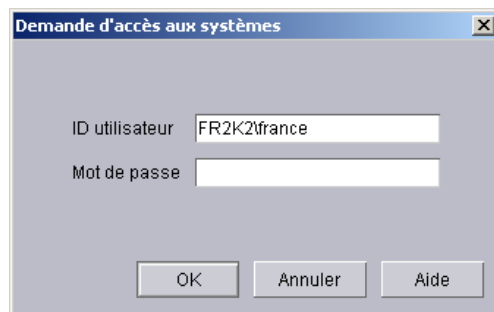 Demande d'accès aux systèmes
ID utilisateur FR2K2\france
Mot de passe
OK Annuler Aide